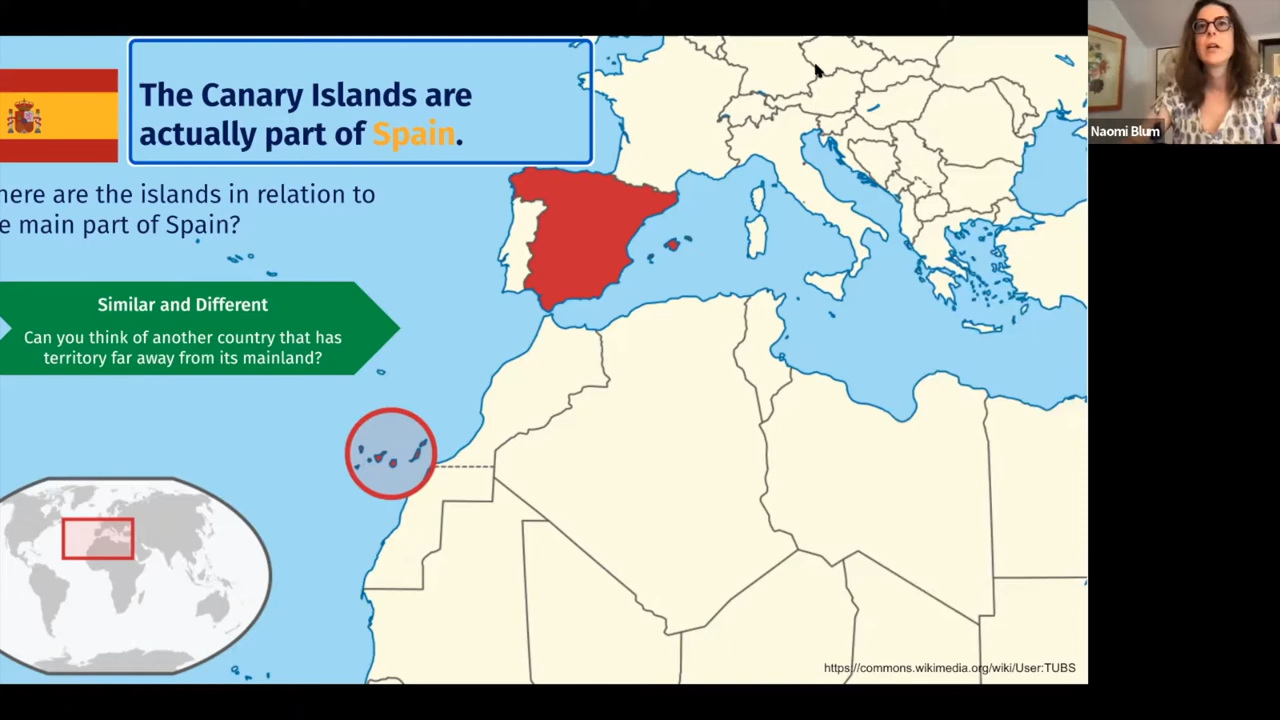 The Canary Islands are
actually part of Spain.
here are the islands in relation to
e main part of Spain?
Similar and Different
Can you think of another country that has
territory far away from its mainland?
https://commons.wikimedia.org/wiki/User:TUBS
Naomi Blum